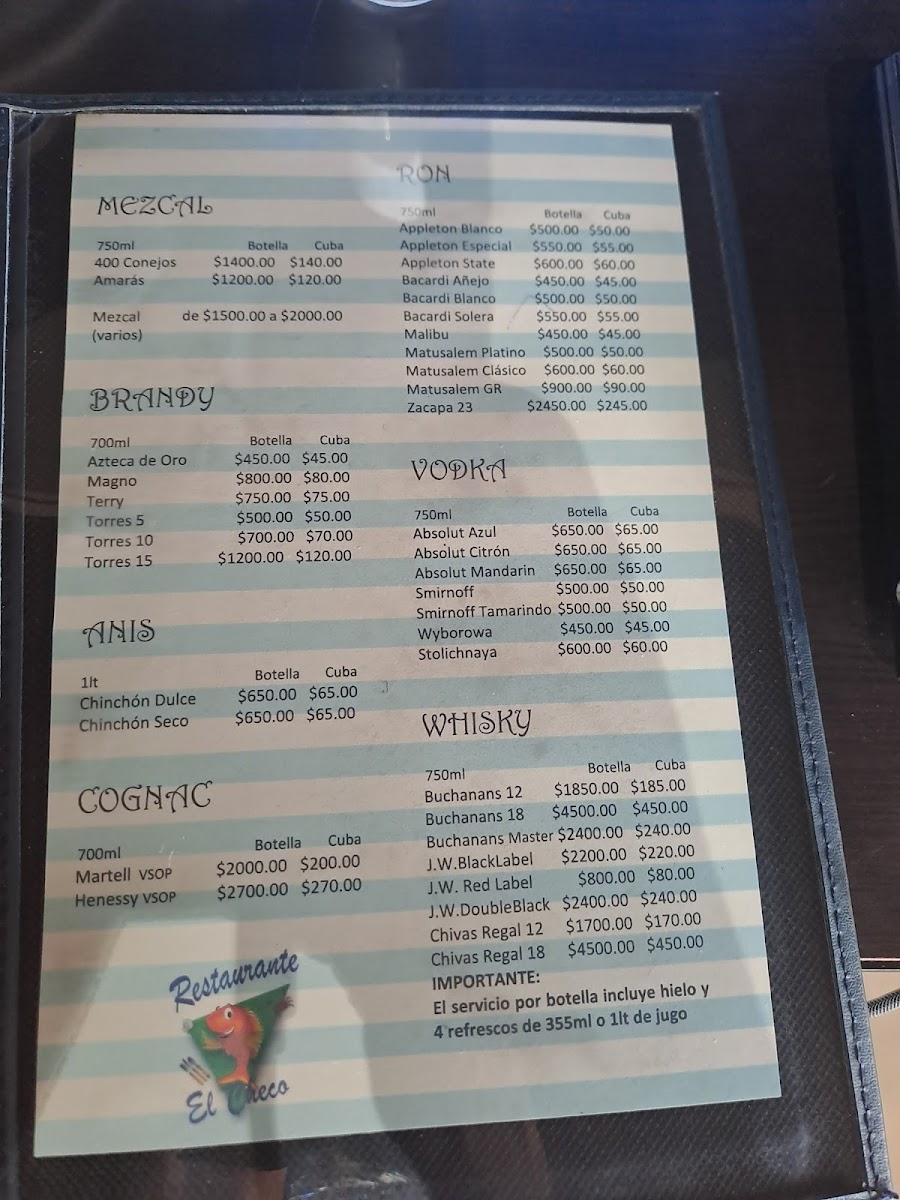 MEZCAL
750ml Botella Cuba
400 Conejos $1400.00 $140.00
Amarás $1200.00 $120.00
Mezcal de $1500.00 a $2000.00
(varios)
BRANDY
700ml Botella Cuba
Azteca de Oro $450.00 $45.00
Magno $800.00 $80.00
Terry $750.00 $75.00
Torres 5 $500.00 $50.00
Torres 10 $700.00 $70.00
Torres 15 $1200.00 $120.00
ANIS
1lt Botella Cuba
Chinchón Dulce $650.00 $65.00
Chinchón Seco $650.00 $65.00
COGNAC
700ml Botella Cuba
Martell VSOP $2000.00 $200.00
Henessy VSOP $2700.00 $270.00
Restaurante
El Checo
RON
750ml Botella Cuba
Appleton Blanco $500.00 $50.00
Appleton Especial $550.00 $55.00
Appleton State $600.00 $60.00
Bacardi Añejo $450.00 $45.00
Bacardi Blanco $500.00 $50.00
Bacardi Solera $550.00 $55.00
Malibu $450.00 $45.00
Matusalem Platino $500.00 $50.00
Matusalem Clásico $600.00 $60.00
Matusalem GR $900.00 $90.00
Zacapa 23 $2450.00 $245.00
VODKA
750ml Botella Cuba
Absolut Azul $650.00 $65.00
Absolut Citrón $650.00 $65.00
Absolut Mandarin $650.00 $65.00
Smirnoff $500.00 $50.00
Smirnoff Tamarindo $500.00 $50.00
Wyborowa $450.00 $45.00
Stolichnaya $600.00 $60.00
WHISKY
750ml Botella Cuba
Buchanans 12 $1850.00 $185.00
Buchanans 18 $4500.00 $450.00
Buchanans Master $2400.00 $240.00
J.W.BlackLabel $2200.00 $220.00
J.W. Red Label $800.00 $80.00
J.W.DoubleBlack $2400.00 $240.00
Chivas Regal 12 $1700.00 $170.00
Chivas Regal 18 $4500.00 $450.00
IMPORTANTE:
El servicio por botella incluye hielo y
4 refrescos de 355ml o 1lt de jugo